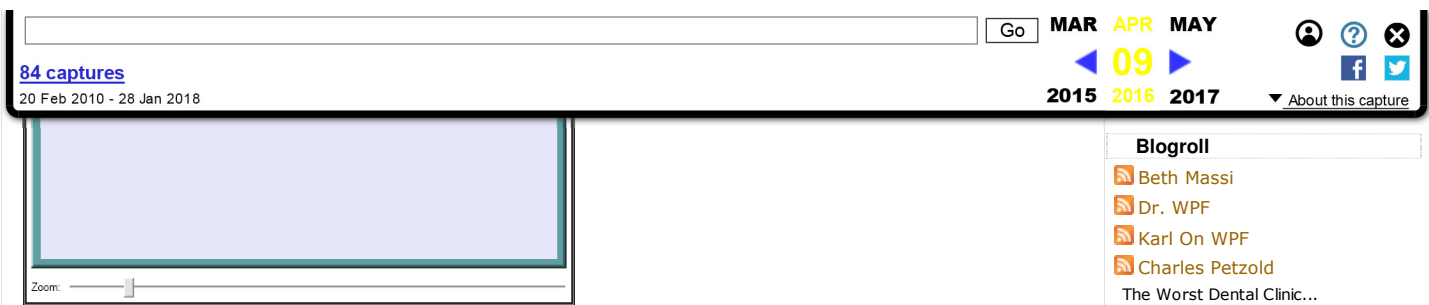 Go MAR APR MAY
84 captures
09
20 Feb 2010 - 28 Jan 2018
2015 2016 2017
About this capture
Blogroll
Beth Massi
Dr. WPF
Karl On WPF
Charles Petzold
The Worst Dental Clinic...
Zoom: